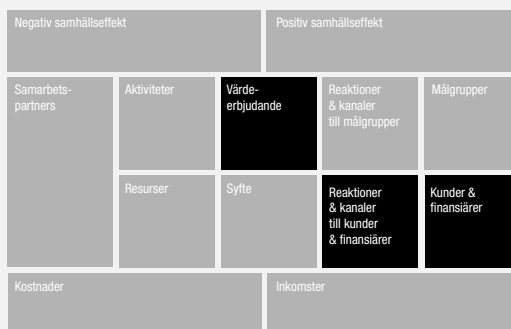 Negativ samhällseffekt
Positiv samhällseffekt
Samarbets-
partners
Aktiviteter
Värde-
erbjudande
Reaktioner
& kanaler
till målgrupper
Målgrupper
Resurser
Syfte
Reaktioner
& kanaler
till kunder
& finansiärer
Kunder &
finansiärer
Kostnader
Inkomster